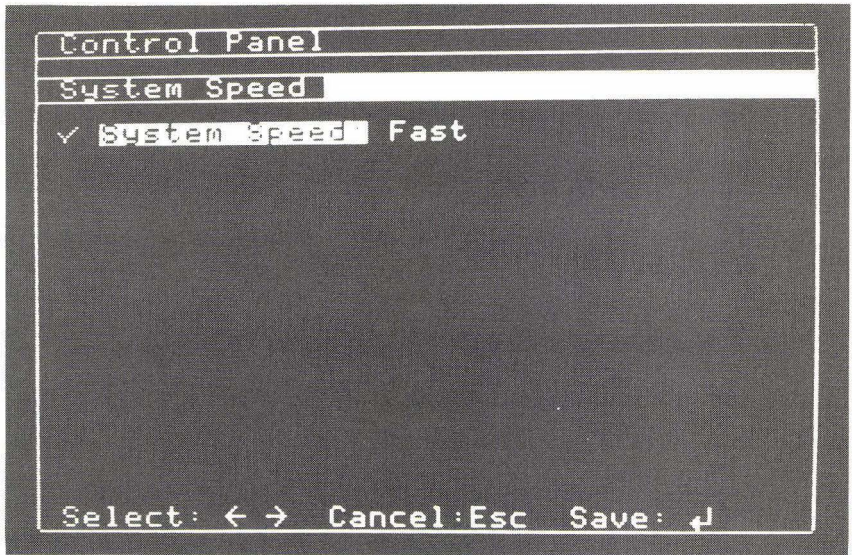 Control Panel
System Speed
✓ System Speed: Fast
Select: ← → Cancel:Esc Save: ↵